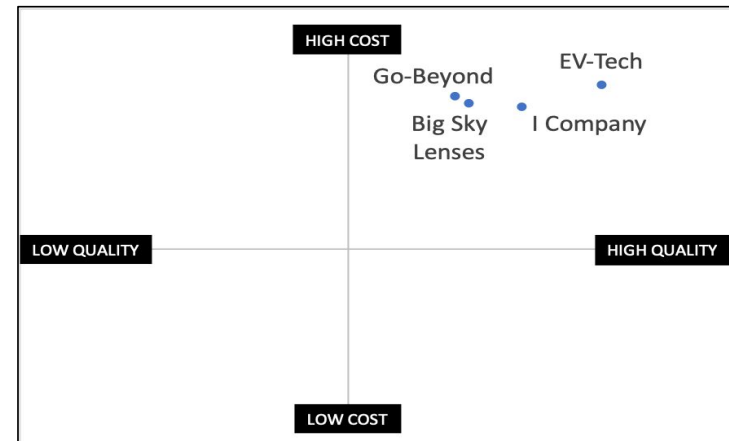 HIGH COST
EV-Tech
Go-Beyond
Big Sky
Lenses
I Company
LOW QUALITY
HIGH QUALITY
LOW COST